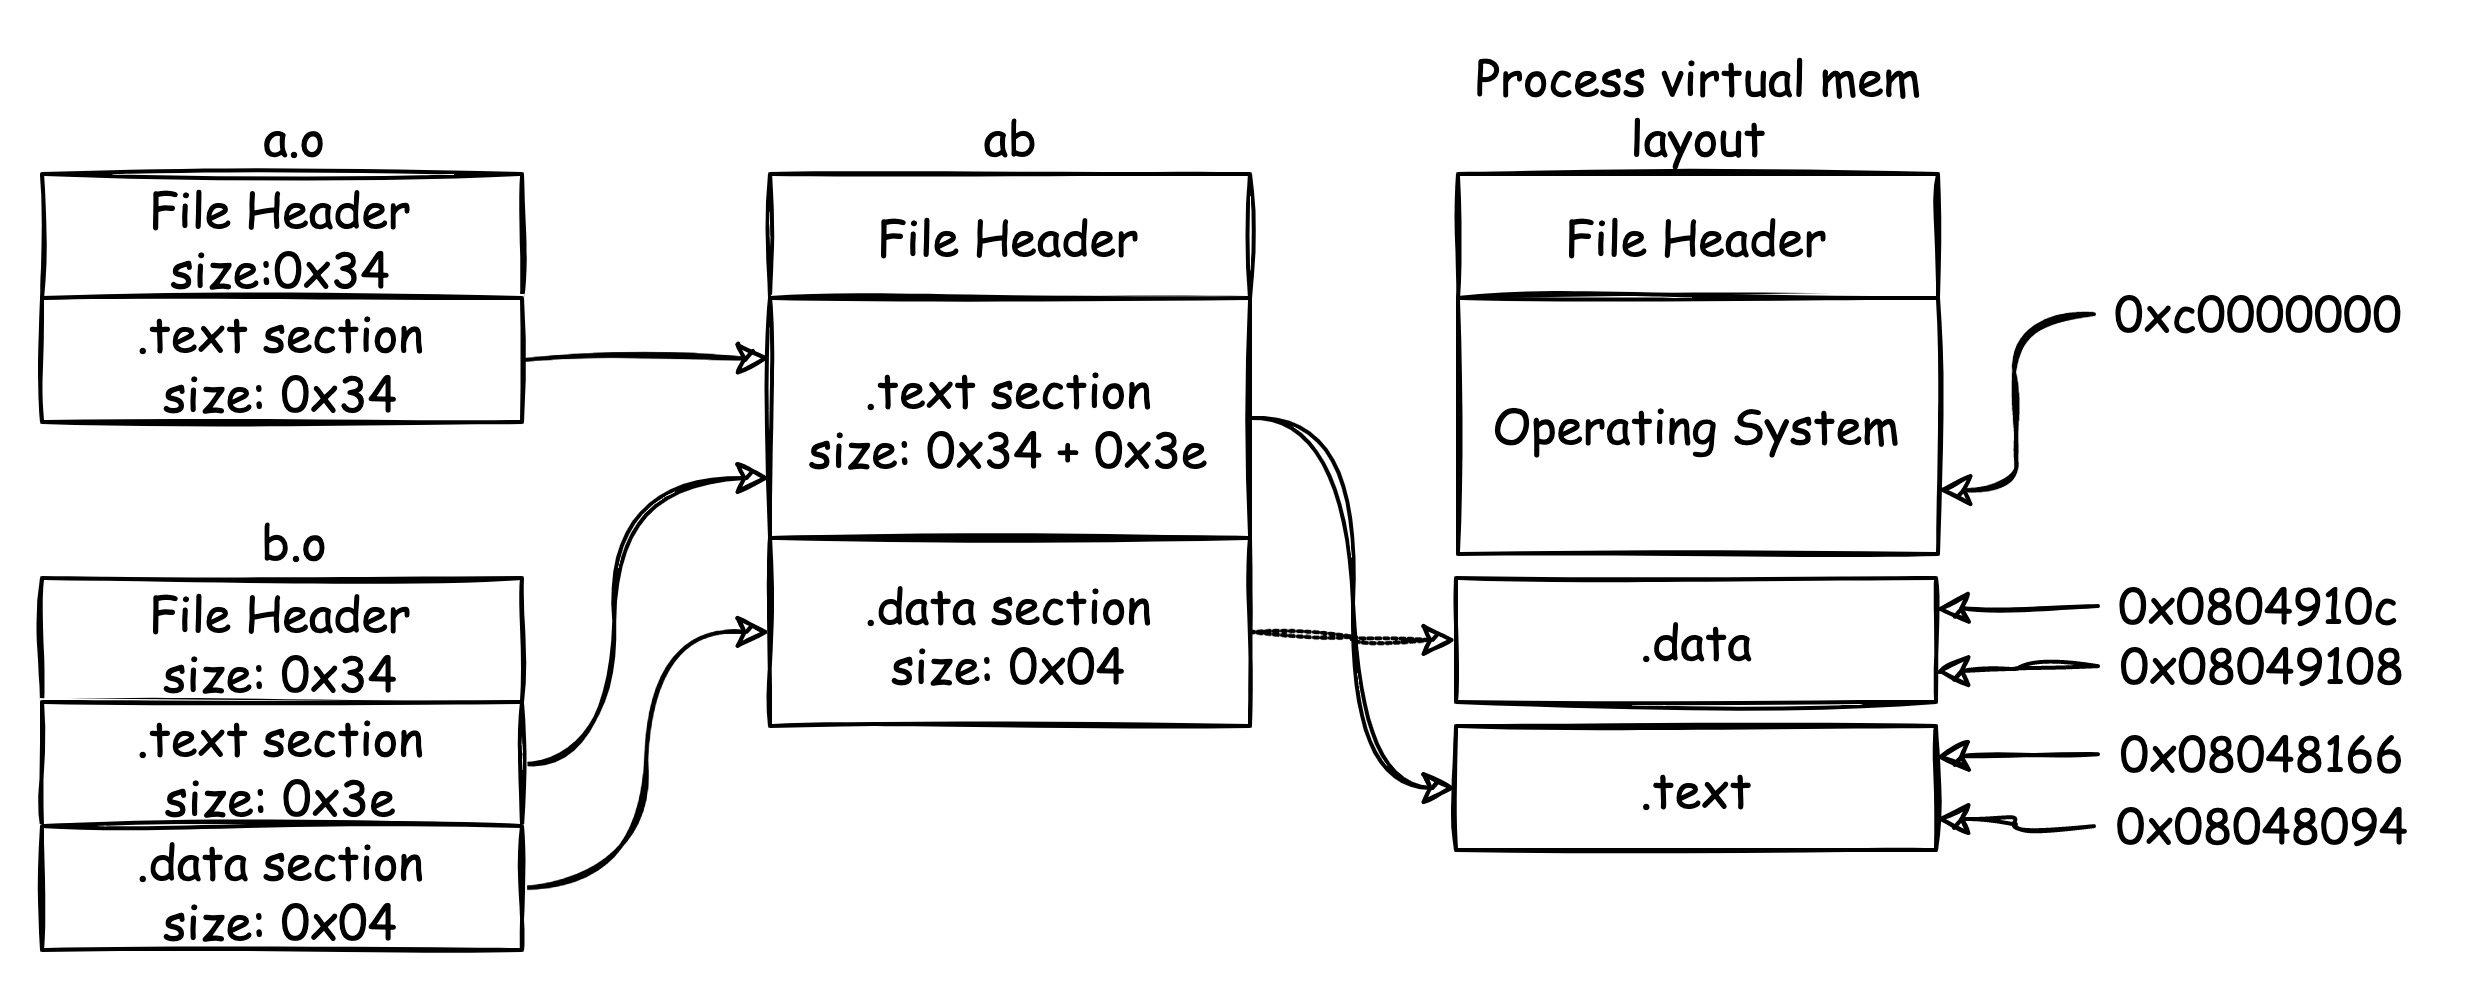 a.o
File Header
size:0x34
.text section
size: 0x34
b.o
File Header
size: 0x34
.text section
size: 0x3e
.data section
size: 0x04
ab
File Header
.text section
size: 0x34 + 0x3e
.data section
size: 0x04
Process virtual mem
layout
File Header
Operating System
.data
.text
0xc0000000
0x0804910c
0x08049108
0x08048166
0x08048094